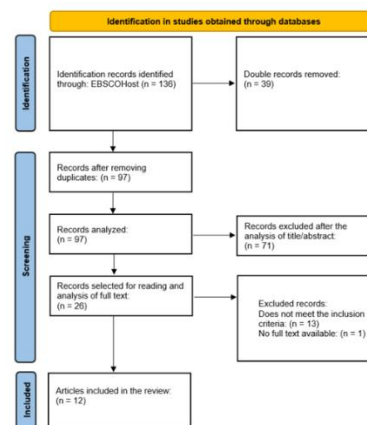 Identification in studies obtained through databases
Identification
Identification records identified
through: EBSCOHost (n = 136)
Double records removed:
(n = 39)
Screening
Records after removing
duplicates: (n = 97)
Records analyzed:
(n = 97)
Records excluded after the
analysis of title/abstract:
(n = 71)
Records selected for reading and
analysis of full text:
(n = 26)
Excluded records:
Does not meet the inclusion
criteria: (n = 13)
No full text available: (n = 1)
Included
Articles included in the review:
(n = 12)